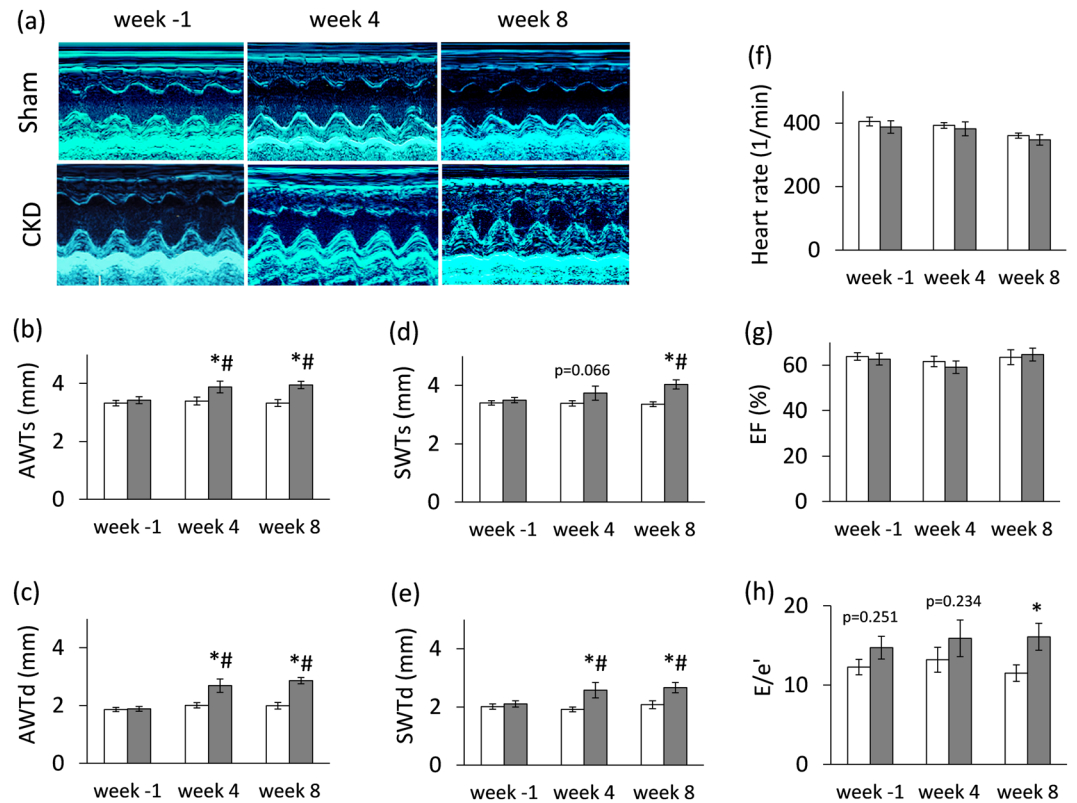 (a)
week -1 week 4 week 8
Sham
CKD
(f)
Heart rate (1/min)
400
200
0
week -1 week 4 week 8
(b)
AWTs (mm)
4
2
0
*# *#
week -1 week 4 week 8
(d)
SWTs (mm)
4
2
0
p=0.066 *#
week -1 week 4 week 8
(g)
EF (%)
60
40
20
0
week -1 week 4 week 8
(c)
AWTd (mm)
4
2
0
*# *#
week -1 week 4 week 8
(e)
SWTd (mm)
4
2
0
*# *#
week -1 week 4 week 8
(h)
E/e'
20
10
0
p=0.251 p=0.234 *
week -1 week 4 week 8